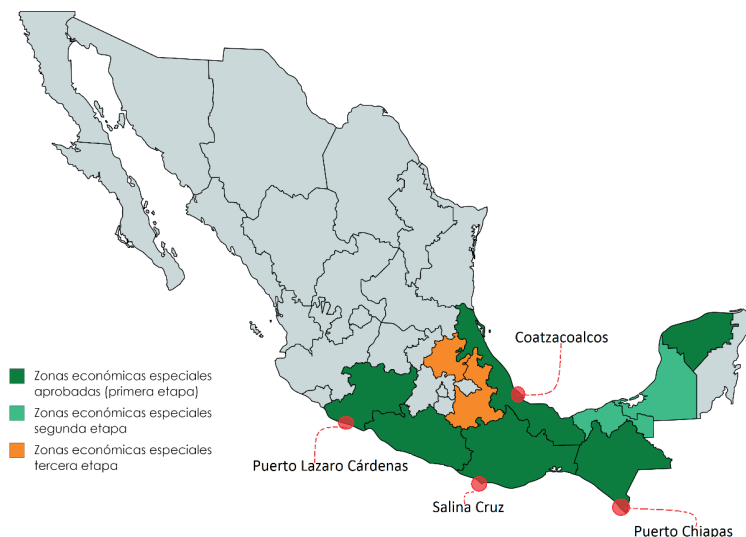 Coatzacoalcos
Zonas económicas especiales
aprobadas (primera etapa)
Zonas económicas especiales
segunda etapa
Zonas económicas especiales
tercera etapa
Puerto Lazaro Cárdenas
Salina Cruz
Puerto Chiapas